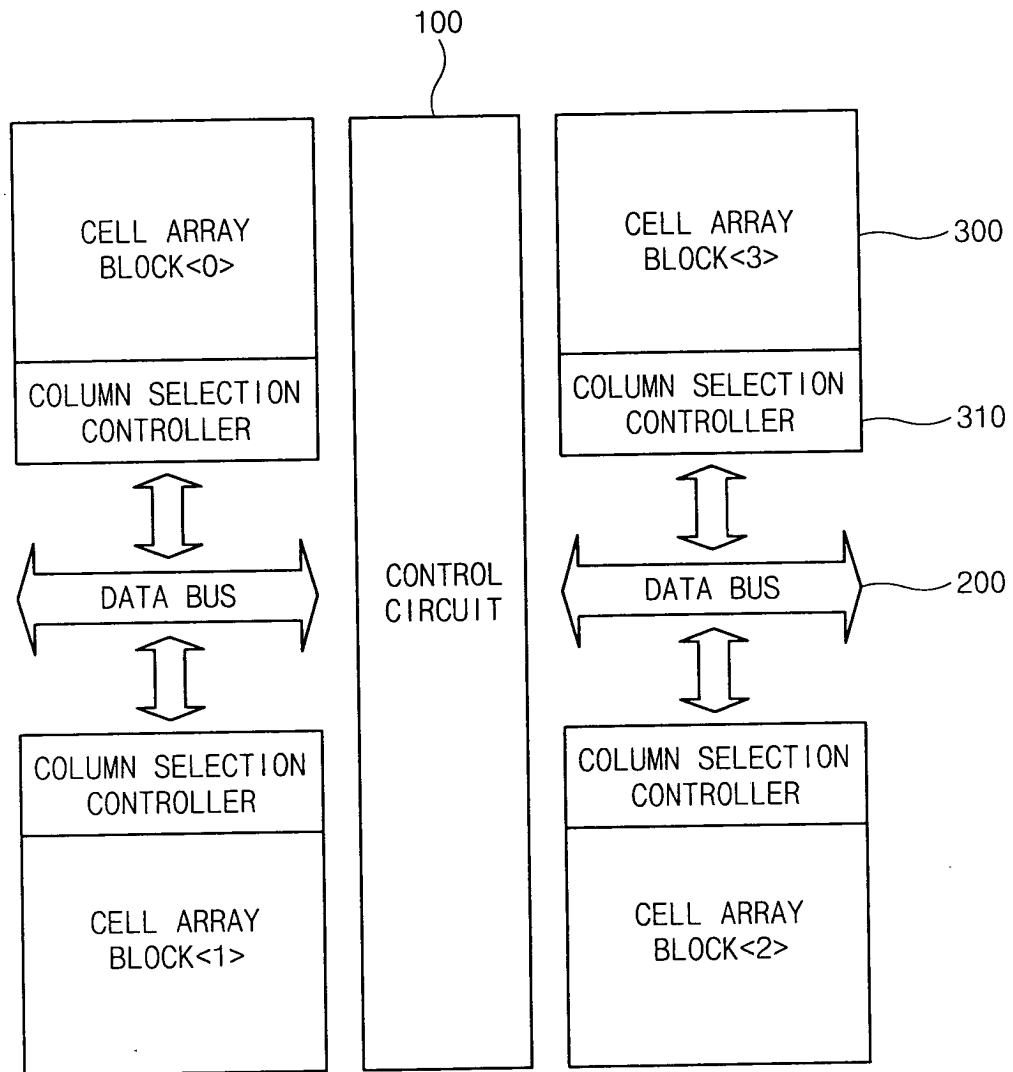 100
CELL ARRAY
BLOCK<0>
COLUMN SELECTION
CONTROLLER
DATA BUS
COLUMN SELECTION
CONTROLLER
CELL ARRAY
BLOCK<1>
CONTROL
CIRCUIT
CELL ARRAY
BLOCK<3>
300
COLUMN SELECTION
CONTROLLER
310
DATA BUS
200
COLUMN SELECTION
CONTROLLER
CELL ARRAY
BLOCK<2>